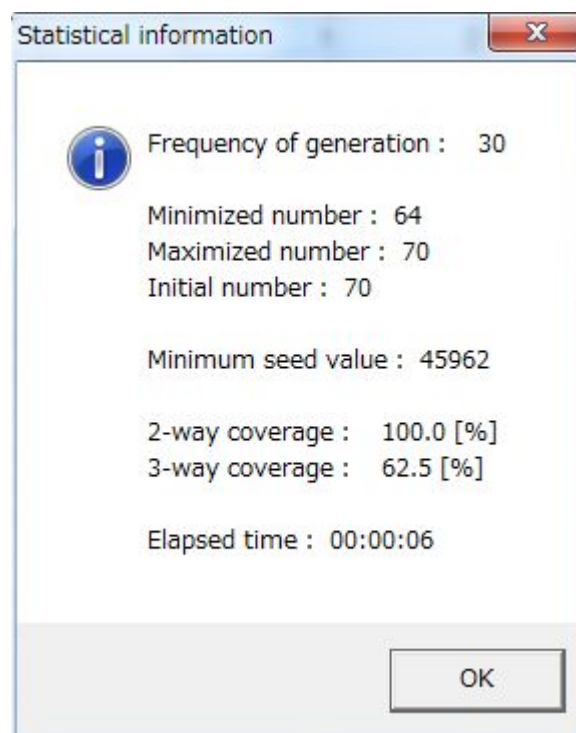 Statistical information
Frequency of generation : 30
Minimized number : 64
Maximized number : 70
Initial number : 70
Minimum seed value : 45962
2-way coverage : 100.0 [%]
3-way coverage : 62.5 [%]
Elapsed time : 00:00:06
OK